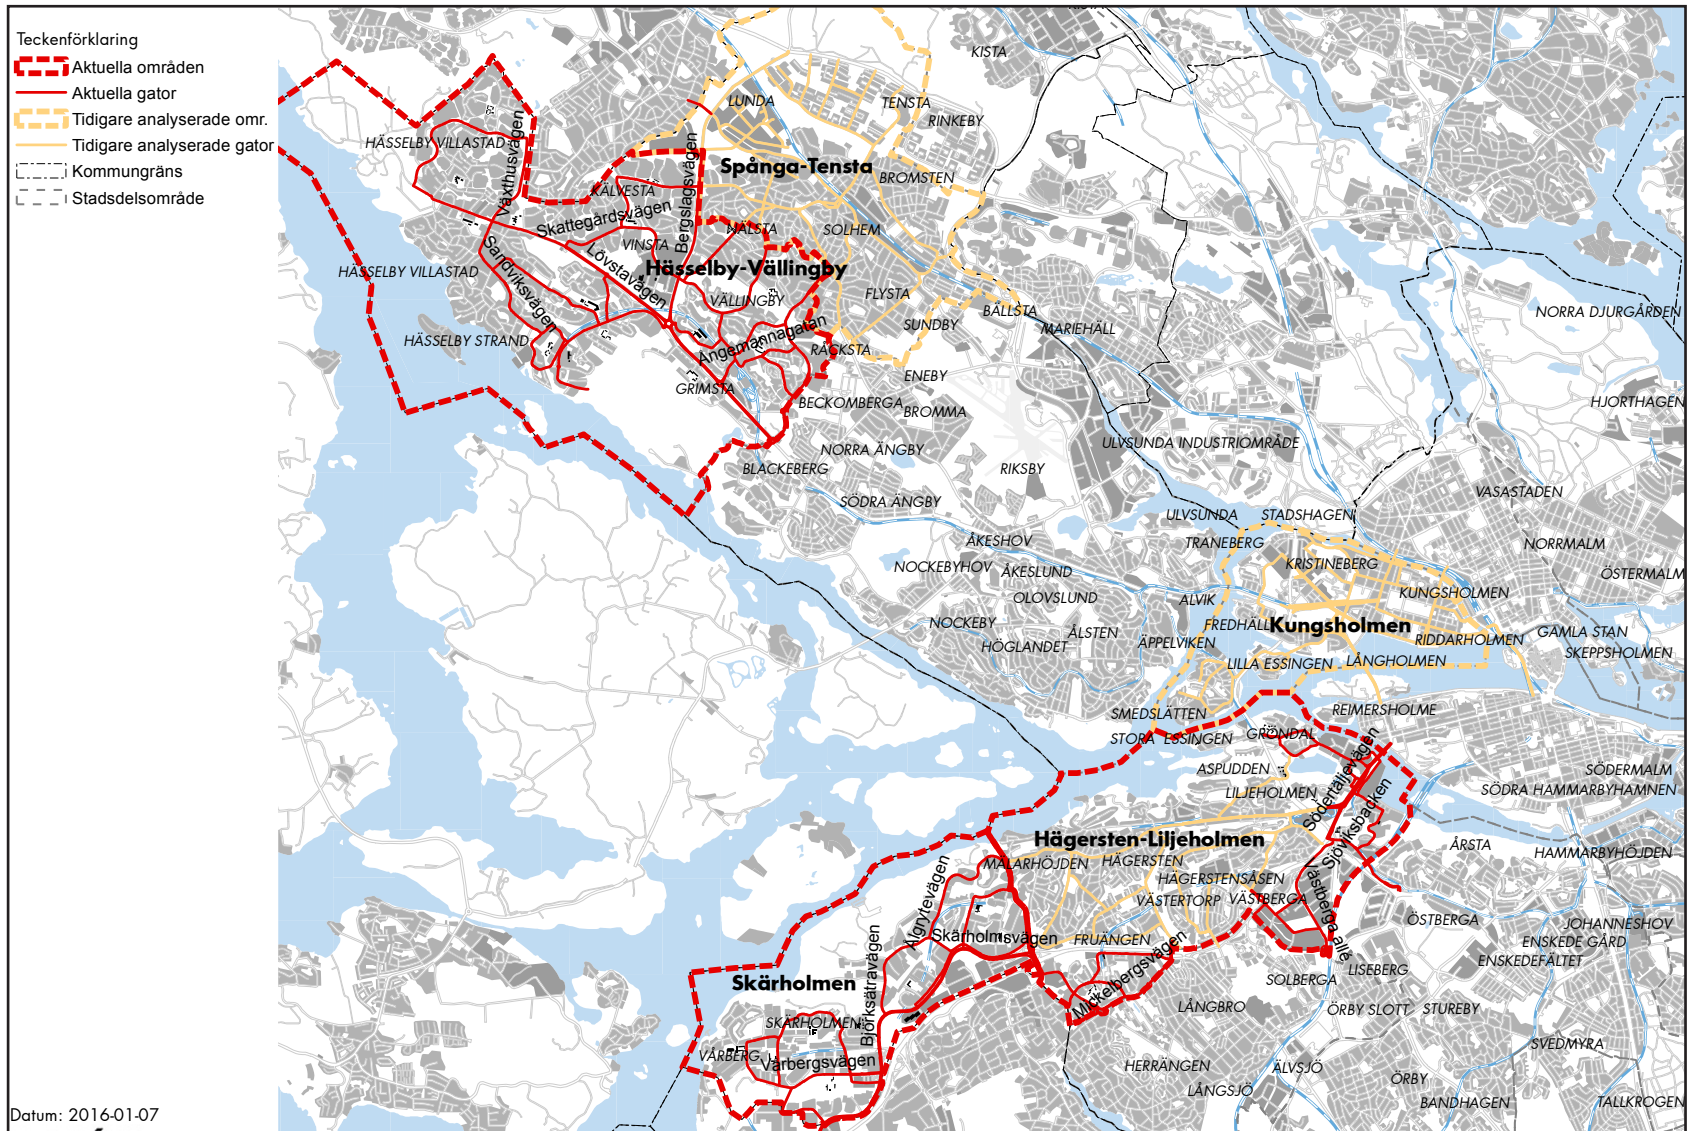 Teckenförklaring
Aktuella områden
Aktuella gator
Tidigare analyserade omr.
Tidigare analyserade gator
Kommungräns
Stadsdelsområde
KISTA
LUNDA
TENSTA
RINKEBY
HÄSSELBY VILLASTAD
Växthusvägen
Spånga-Tensta
BROMSTEN
KÄLVESTA
Bergslagsvägen
Skattegårdsvägen
NÄLSTA
SOLHEM
VINSTA
Sandviksvägen
Lövstavägen
Hässelby-Vällingby
HÄSSELBY VILLASTAD
VÄLLINGBY
FLYSTA
BÄLLSTA
NORRA DJURGÅRDEN
SUNDBY
MARIEHÄLL
HÄSSELBY STRAND
Ångemannagatan
RÅCKSTA
GRIMSTA
ENEBY
BECKOMBERGA
BROMMA
HJORTHAGEN
NORRA ÄNGBY
ULVSUNDA INDUSTRIOMRÅDE
BLACKEBERG
RIKSBY
SÖDRA ÄNGBY
VASASTADEN
ULVSUNDA
STADSHAGEN
ÅKESHOV
TRANEBERG
NORRMALM
NOCKEBYHOV
ÅKESLUND
KRISTINEBERG
ÖSTERMALM
OLOVSLUND
ALVIK
KUNGSHOLMEN
NOCKEBY
ÅLSTEN
FREDHÄLL
Kungsholmen
GAMLA STAN
HÖGLANDET
ÄPPELVIKEN
RIDDARHOLMEN
SKEPPSHOLMEN
LILLA ESSINGEN
LÅNGHOLMEN
SMEDSLÄTTEN
REIMERSHOLME
STORA ESSINGEN
GRÖNDAL
ASPUDDEN
Södertäljevägen
SÖDERMALM
LILJEHOLMEN
SÖDRA HAMMARBYHAMNEN
Sjöviksbacken
Hägersten-Liljeholmen
ÅRSTA
HAMMARBYHÖJDEN
MÄLARHÖJDEN
HÄGERSTEN
HÄGERSTENSÅSEN
Älgrytevägen
VÄSTERTORP
VÄSTBERGA
Västberga allé
ÖSTBERGA
JOHANNESHOV
Skärholmsvägen
FRUÄNGEN
ENSKEDE GÅRD
ENSKEDEFÄLTET
Björksätravägen
Mickelbergsvägen
LISEBERG
SOLBERGA
Skärholmen
LÅNGBRO
ÖRBY SLOTT
STUREBY
SKÄRHOLMEN
SVEDMYRA
VÅRBERG
Vårbergsvägen
HERRÄNGEN
ÄLVSJÖ
ÖRBY
LÅNGSJÖ
BANDHAGEN
TALLKROGEN
Datum: 2016-01-07